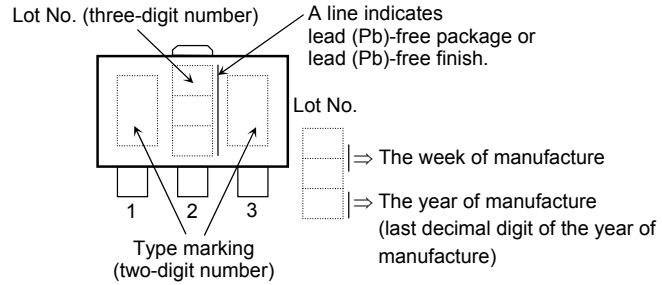 Lot No. (three-digit number)
A line indicates
lead (Pb)-free package or
lead (Pb)-free finish.
Lot No.
⇒ The week of manufacture
⇒ The year of manufacture
(last decimal digit of the year of
manufacture)
1 2 3
Type marking
(two-digit number)